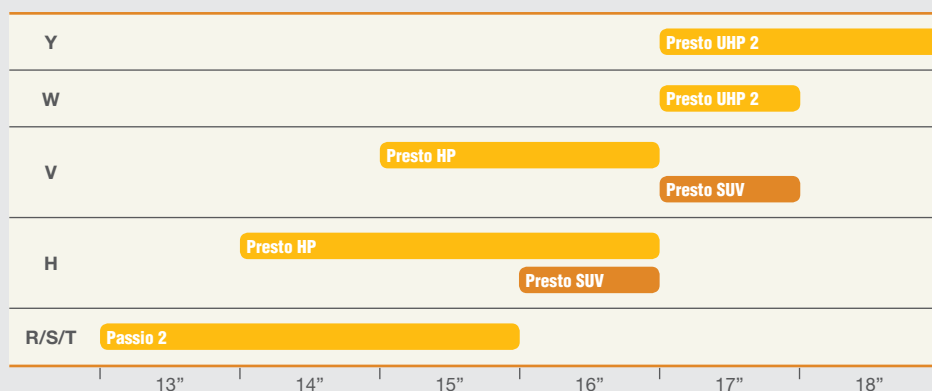 Y
Presto UHP 2
W
Presto UHP 2
V
Presto HP
Presto SUV
H
Presto HP
Presto SUV
R/S/T
Passio 2
13” 14” 15” 16” 17” 18”